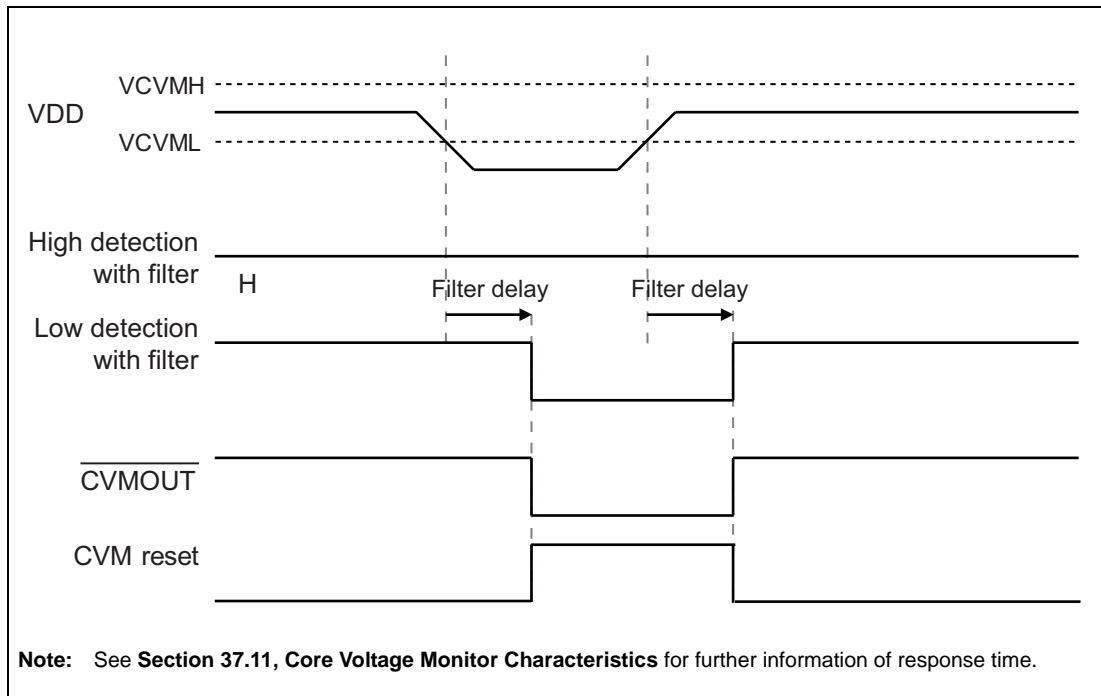 VCVMH
VDD
VCVML
High detection
with filter
H
Filter delay Filter delay
Low detection
with filter
CVMOUT
CVM reset
Note: See Section 37.11, Core Voltage Monitor Characteristics for further information of response time.